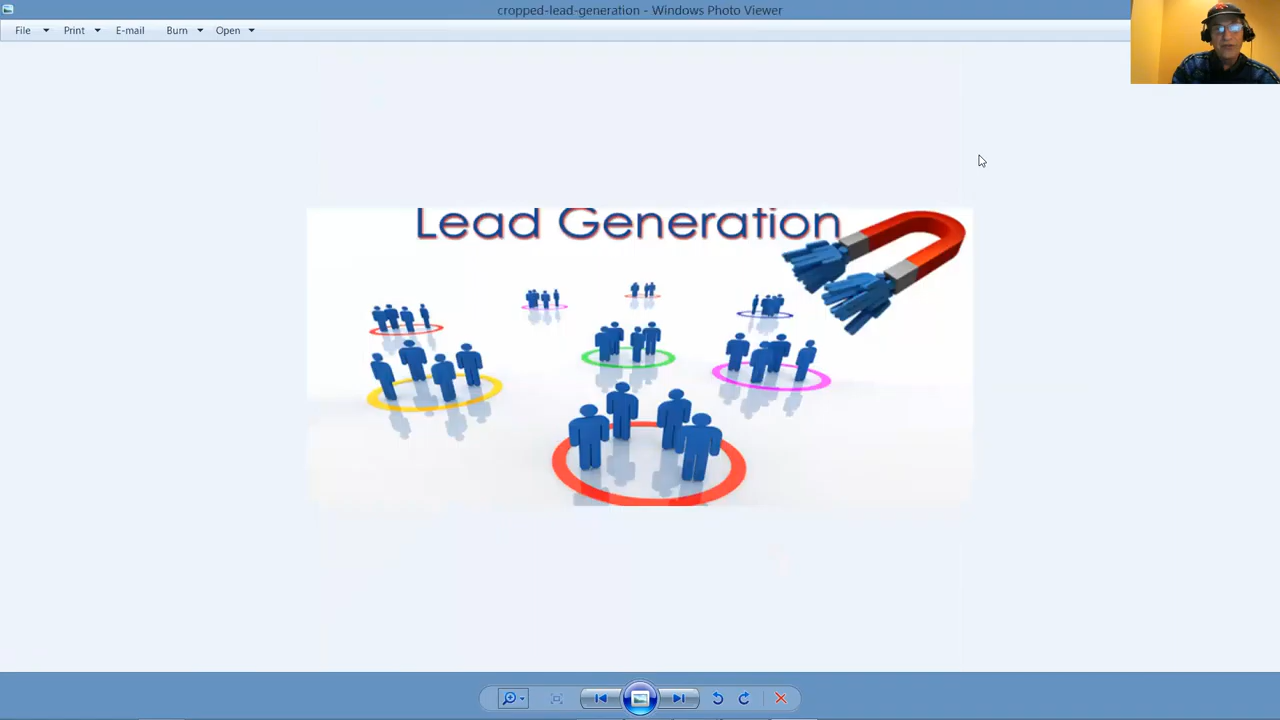 cropped-lead-generation - Windows Photo Viewer
File Print E-mail Burn Open
Lead Generation